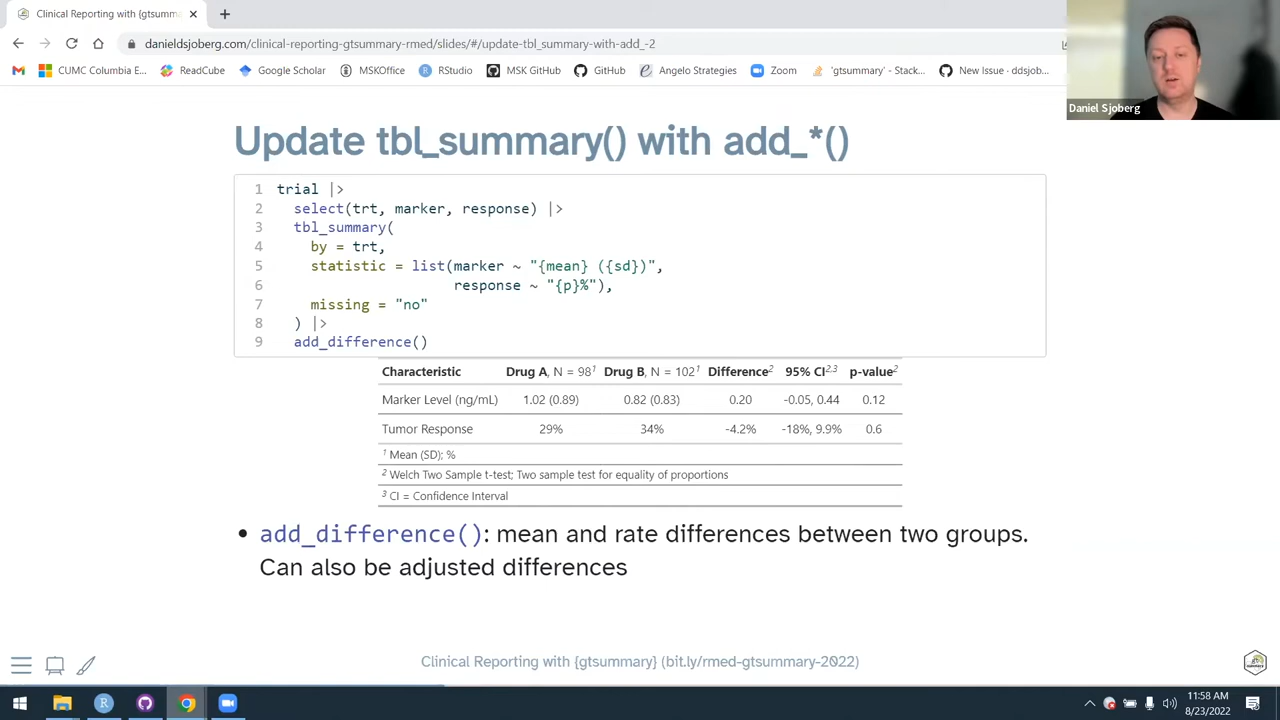 Clinical Reporting with {gtsumm
danieldsjoberg.com/clinical-reporting-gtsummary-rmed/slides/#/update-tbl_summary-with-add_-2
CUMC Columbia E... ReadCube Google Scholar MSKOffice RStudio MSK GitHub GitHub Angelo Strategies Zoom 'gtsummary' - Stack... New Issue · ddsjob...
Daniel Sjoberg
Update tbl_summary() with add_*()
1 trial |>
2 select(trt, marker, response) |>
3 tbl_summary(
4 by = trt,
5 statistic = list(marker ~ "{mean} ({sd})",
6 response ~ "{p}%"),
7 missing = "no"
8 ) |>
9 add_difference()
Characteristic Drug A, N = 98¹ Drug B, N = 102¹ Difference² 95% CI²,³ p-value²
Marker Level (ng/mL) 1.02 (0.89) 0.82 (0.83) 0.20 -0.05, 0.44 0.12
Tumor Response 29% 34% -4.2% -18%, 9.9% 0.6
¹ Mean (SD); %
² Welch Two Sample t-test; Two sample test for equality of proportions
³ CI = Confidence Interval
• add_difference(): mean and rate differences between two groups.
Can also be adjusted differences
Clinical Reporting with {gtsummary} (bit.ly/rmed-gtsummary-2022)
11:58 AM
8/23/2022